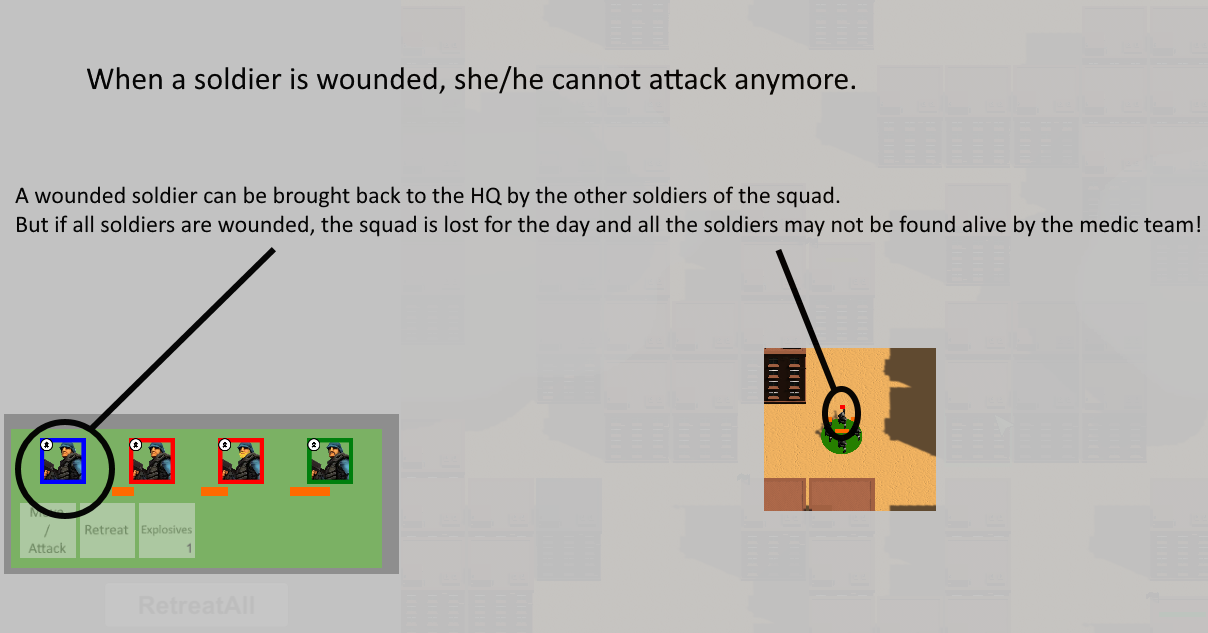 When a soldier is wounded, she/he cannot attack anymore.
A wounded soldier can be brought back to the HQ by the other soldiers of the squad.
But if all soldiers are wounded, the squad is lost for the day and all the soldiers may not be found alive by the medic team!
Move
/
Attack
Retreat
Explosives
1
RetreatAll